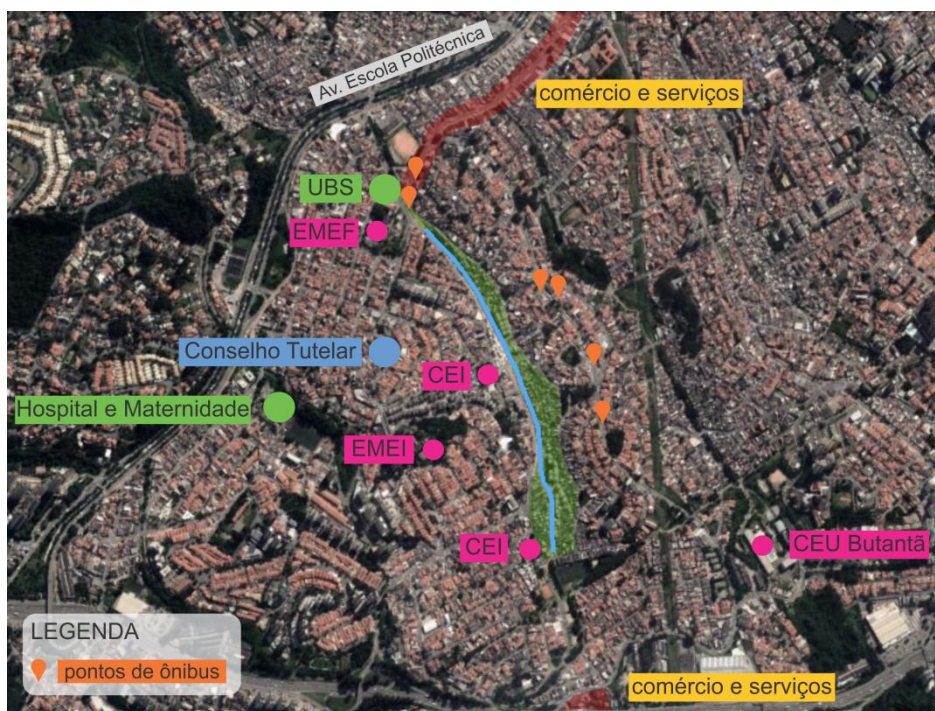 Av. Escola Politécnica
comércio e serviços
UBS
EMEF
Conselho Tutelar
CEI
Hospital e Maternidade
EMEI
CEI
CEU Butantã
LEGENDA
pontos de ônibus
comércio e serviços